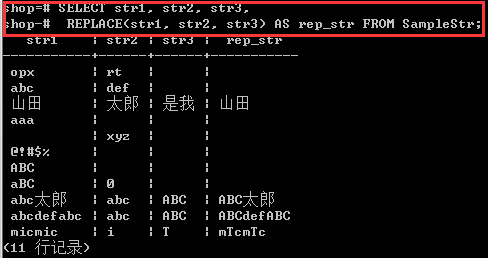 shop=# SELECT str1, str2, str3,
shop-#  REPLACE(str1, str2, str3) AS rep_str FROM SampleStr;
   str1    | str2 | str3 |  rep_str
-----------+------+------+-----------
 opx       | rt   |      |
 abc       | def  |      |
 山田      | 太郎 | 是我 | 山田
 aaa       |      |      |
           | xyz  |      |
 @!#$%     |      |      |
 ABC       |      |      |
 aBC       | 0    |      |
 abc太郎   | abc  | ABC  | ABC太郎
 abcdefabc | abc  | ABC  | ABCdefABC
 micmic    | i    | T    | mTcmTc
(11 行记录)